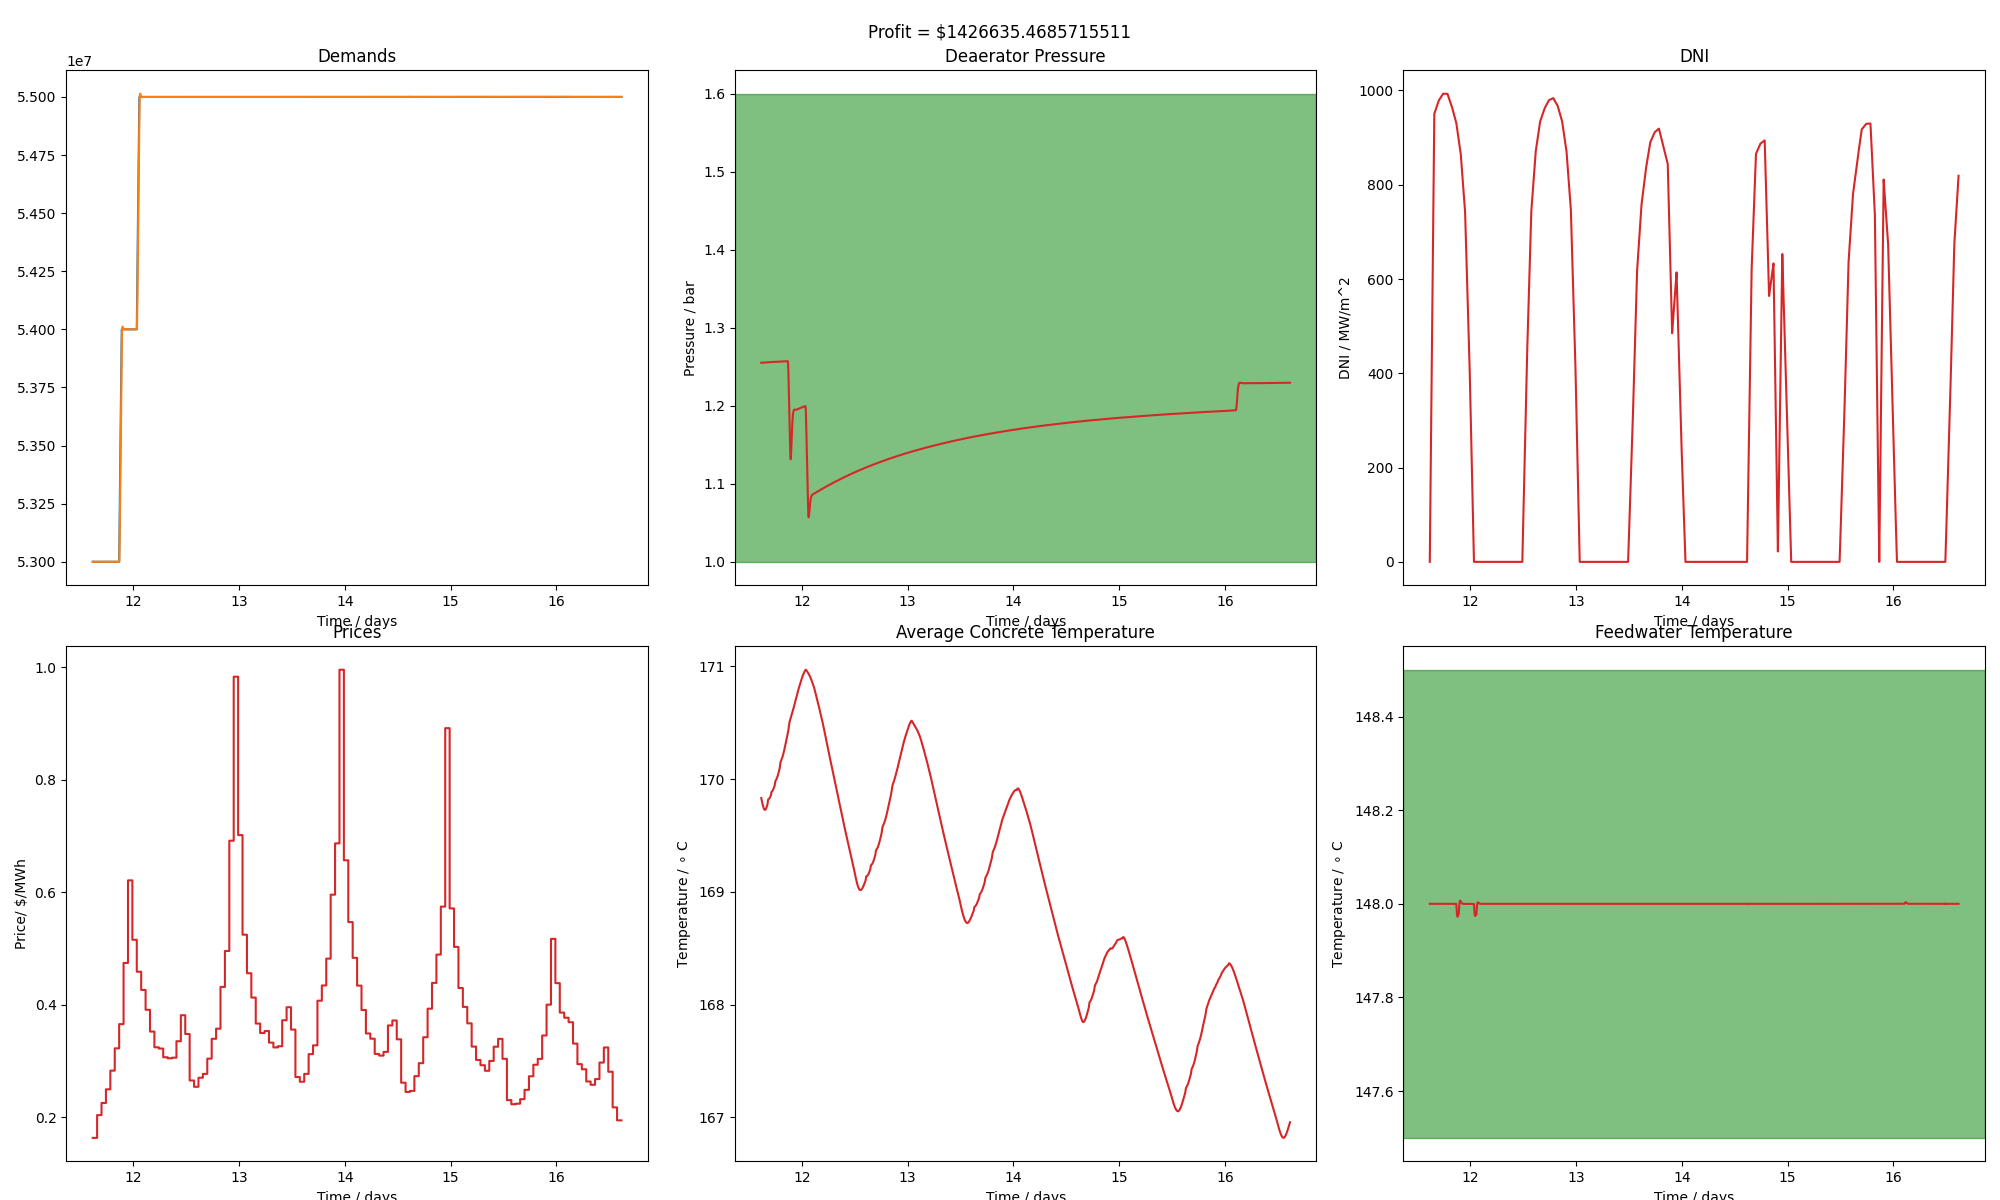 Profit = $1426635.4685715511
Demands
1e7
5.500
5.475
5.450
5.425
5.400
5.375
5.350
5.325
5.300
12 13 14 15 16
Time / days
Deaerator Pressure
Pressure / bar
1.6
1.5
1.4
1.3
1.2
1.1
1.0
12 13 14 15 16
Time / days
DNI
DNI / MW/m^2
1000
800
600
400
200
0
12 13 14 15 16
Time / days
Prices
Price/ $/MWh
1.0
0.8
0.6
0.4
0.2
12 13 14 15 16
Time / days
Average Concrete Temperature
Temperature / ∘ C
171
170
169
168
167
12 13 14 15 16
Time / days
Feedwater Temperature
Temperature / ∘ C
148.4
148.2
148.0
147.8
147.6
12 13 14 15 16
Time / days